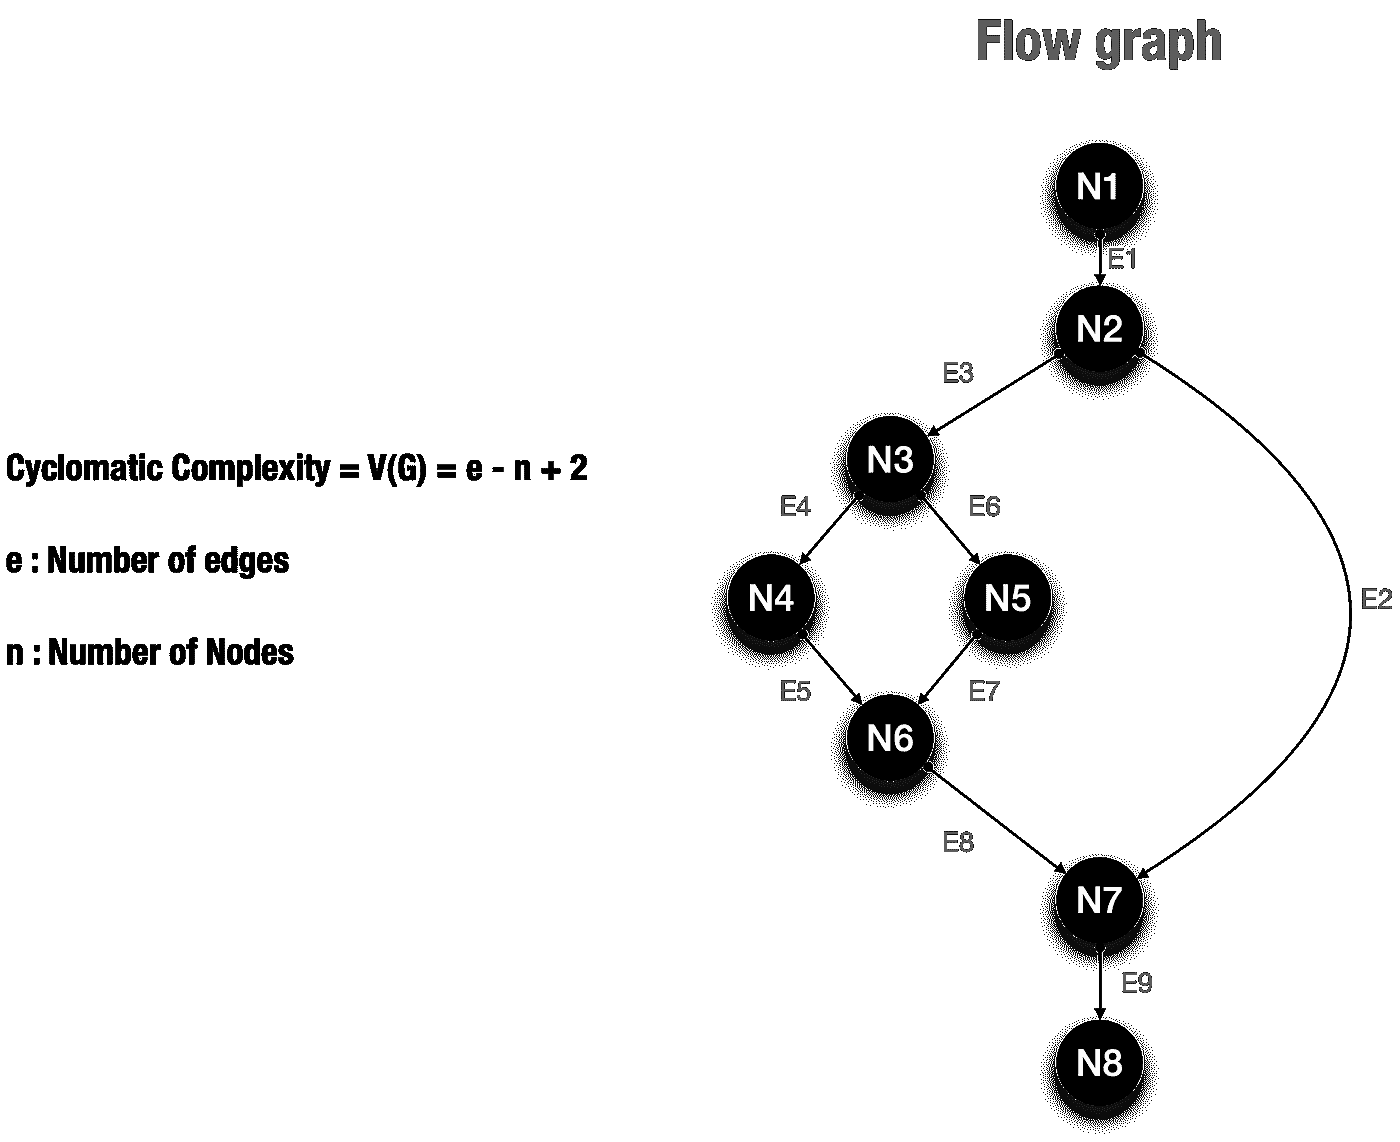 Flow graph
N1
E1
N2
E3
N3
E4
E6
Cyclomatic Complexity = V(G) = e - n + 2
e : Number of edges
n : Number of Nodes
N4
N5
E2
E5
E7
N6
E8
N7
E9
N8